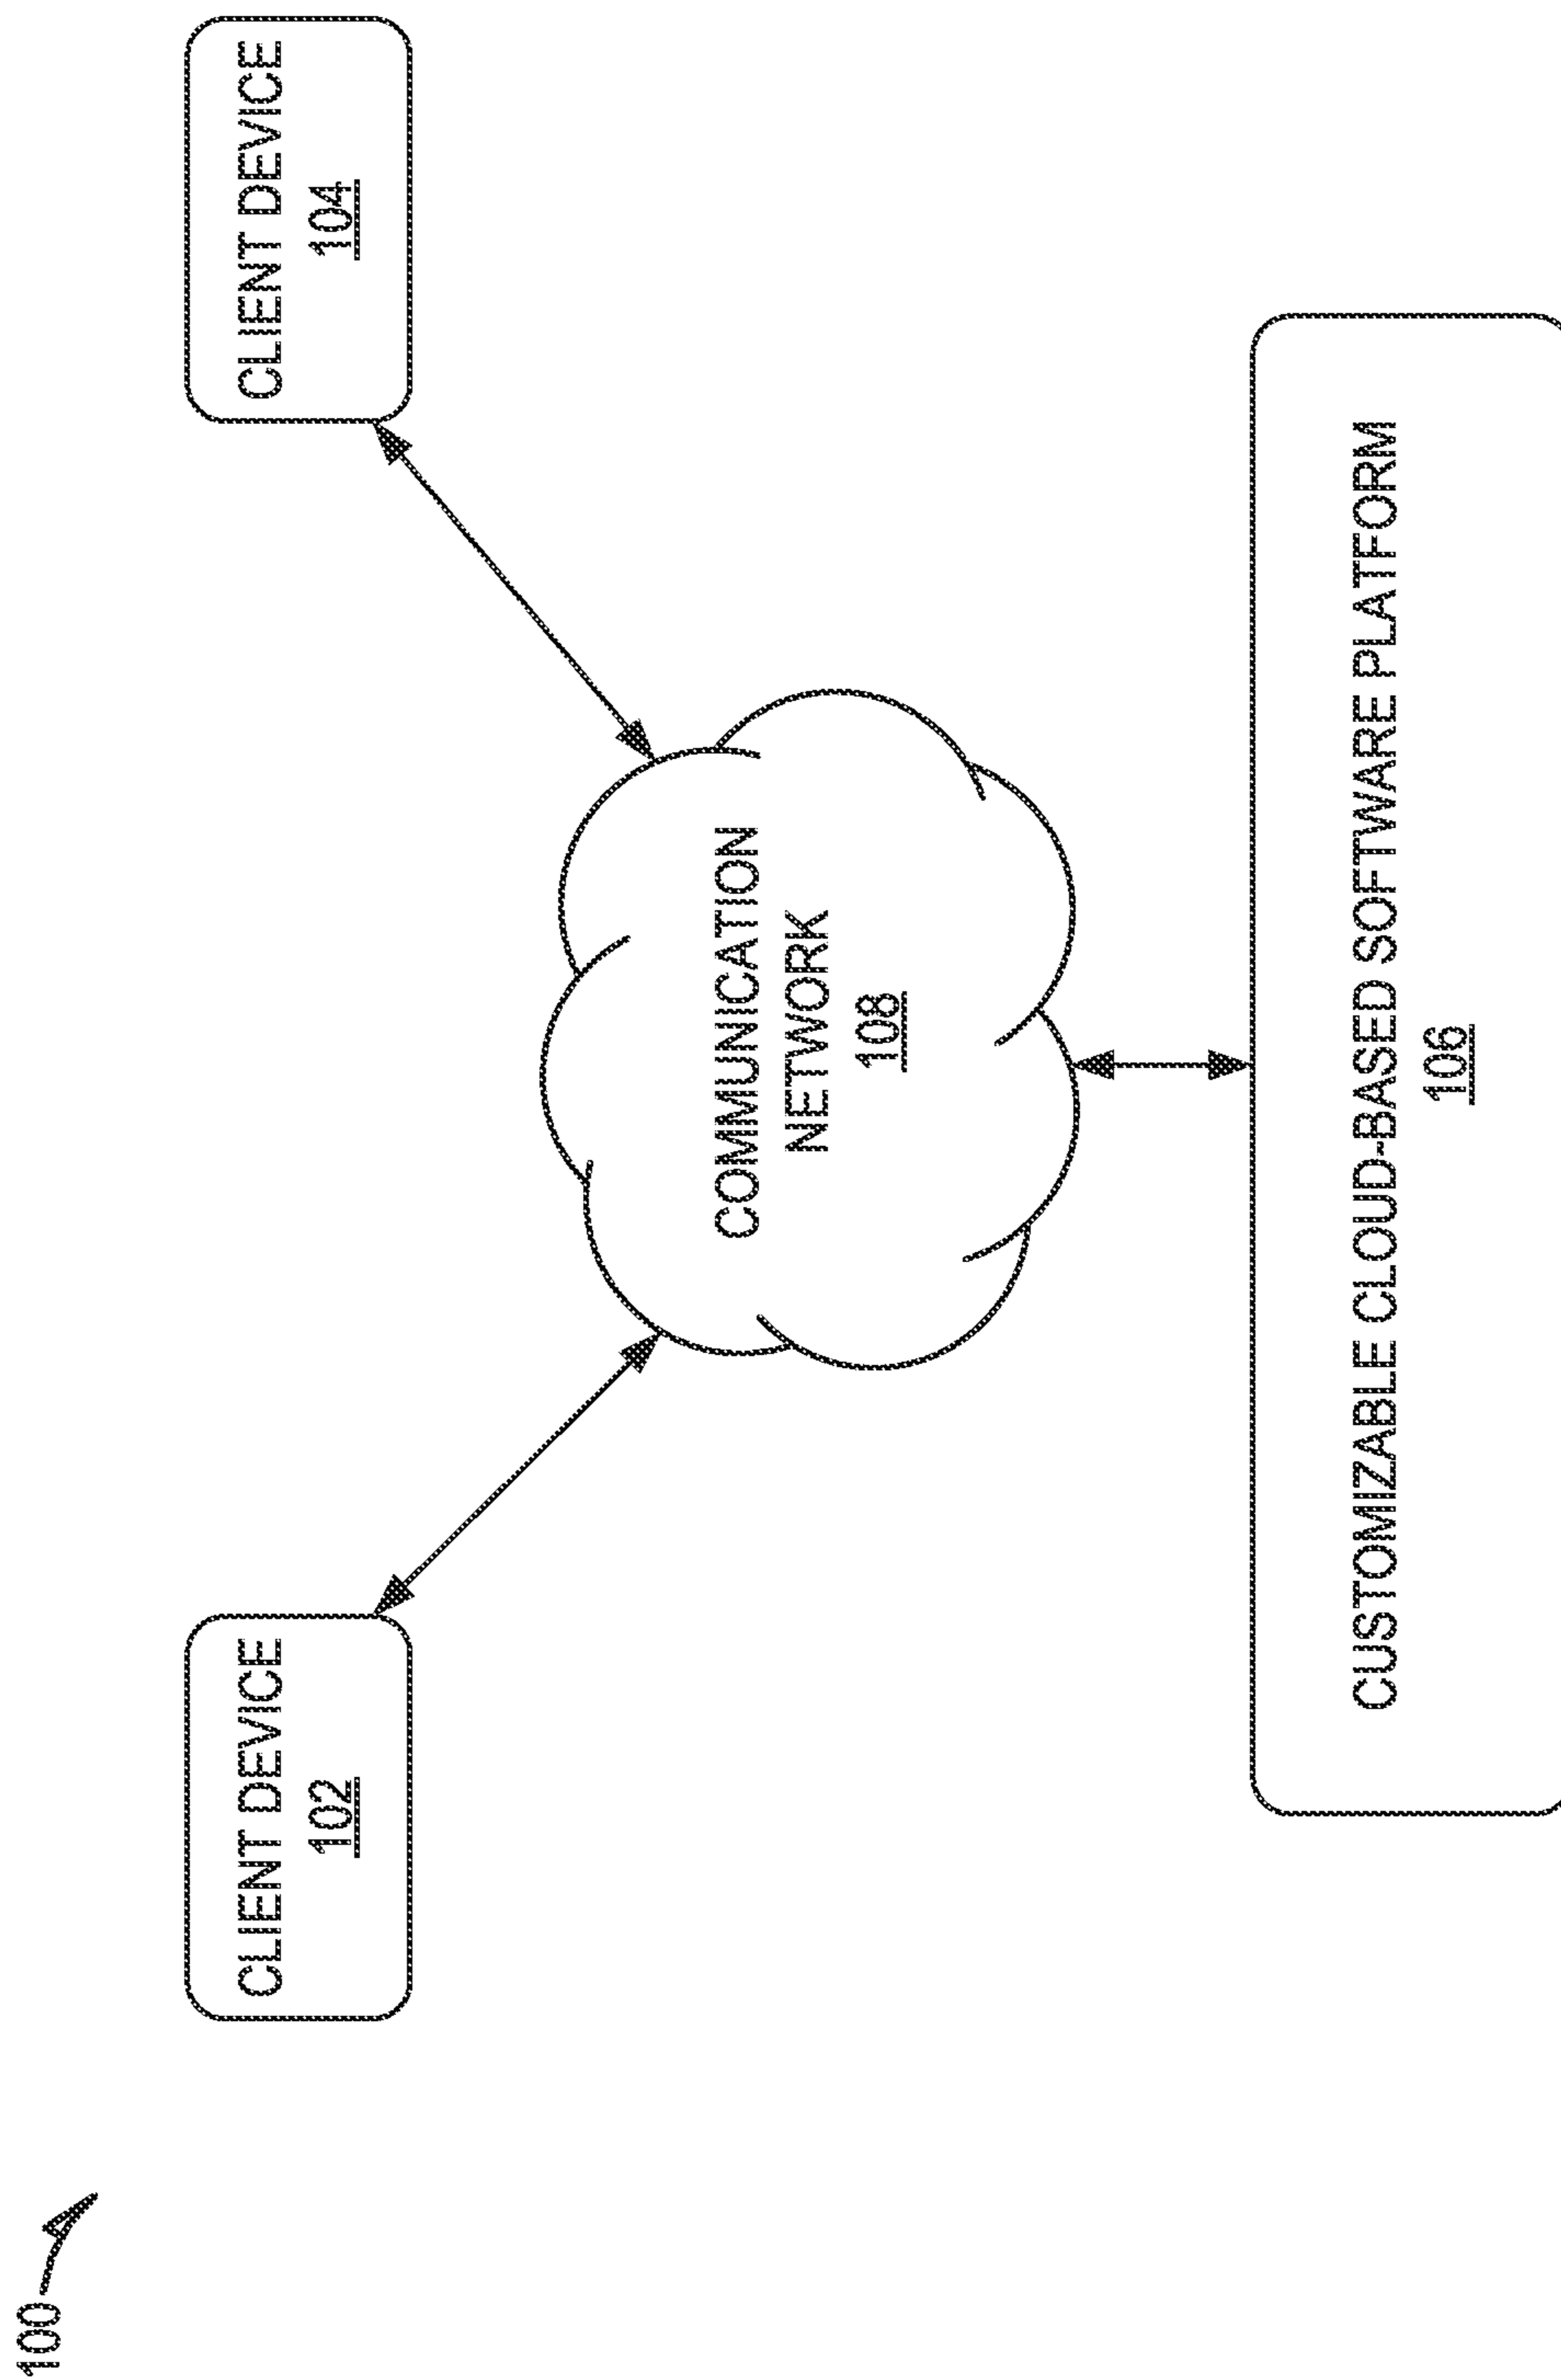 100
CLIENT DEVICE
102
CLIENT DEVICE
104
COMMUNICATION
NETWORK
108
CUSTOMIZABLE CLOUD-BASED SOFTWARE PLATFORM
106